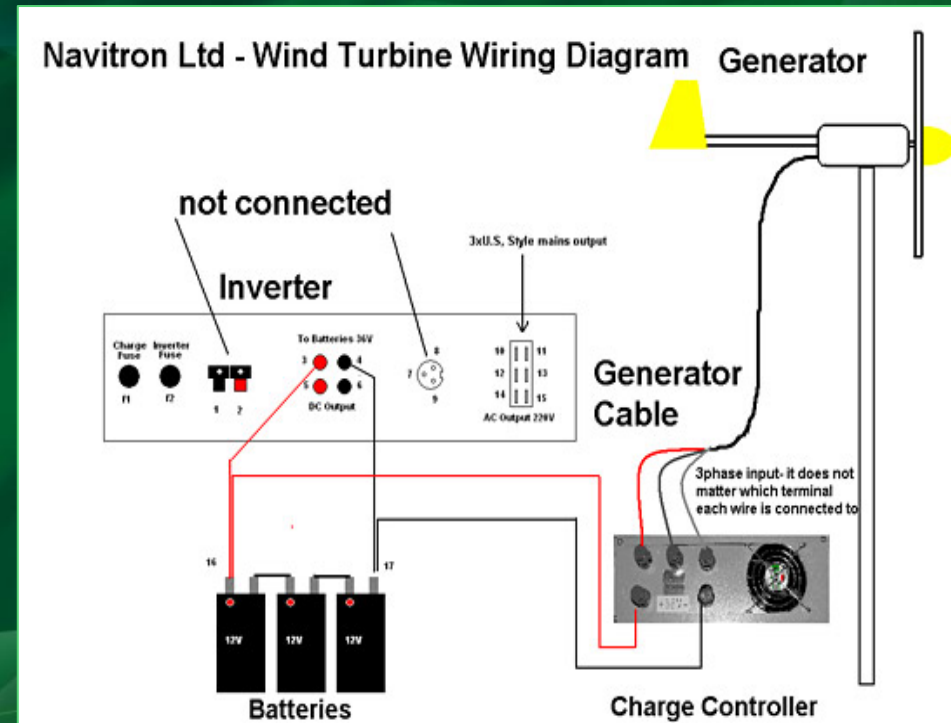 Navitron Ltd - Wind Turbine Wiring Diagram
Generator
not connected
3xU.S, Style mains output
Inverter
Charge Fuse
Inverter Fuse
f1
f2
1
2
To Batteries 36V
3
4
5
6
DC Output
7
8
9
10
11
12
13
14
15
AC Output 220V
Generator
Cable
3phase input- it does not
matter which terminal
each wire is connected to
16
17
12V
12V
12V
Batteries
Charge Controller